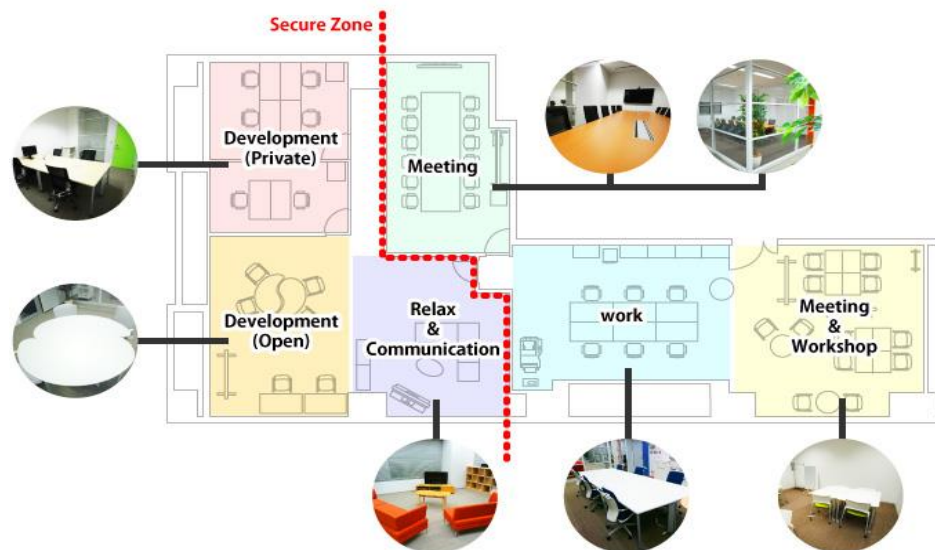 Secure Zone
Development
(Private)
Meeting
Development
(Open)
Relax
&
Communication
work
Meeting
&
Workshop